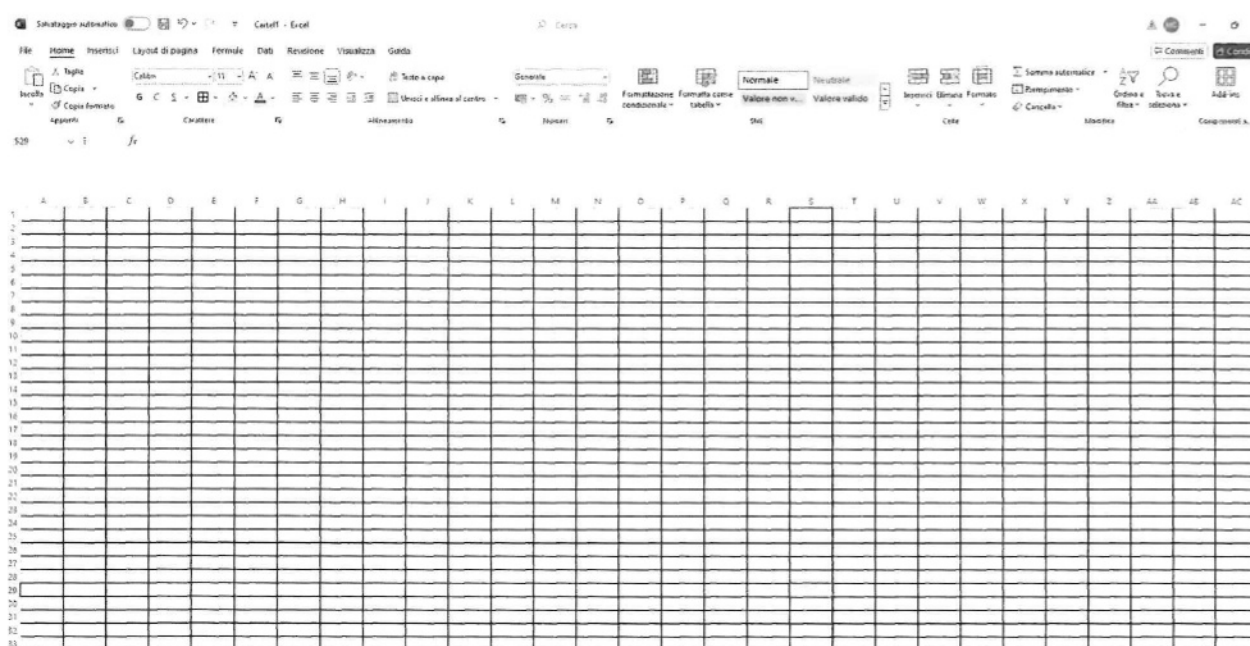 Salvataggio automatico Cartel1 - Excel Cerca
File Home Inserisci Layout di pagina Formule Dati Revisione Visualizza Guida Commenti
Incolla Taglia Copia Copia formato
Calibri 11 A A
G C S A
Testo a capo
Unisci e allinea al centro
Generale
%
Formattazione condizionale Formatta come tabella
Normale Neutrale
Valore non v... Valore valido
Inserisci Elimina Formato
Somma automatica
Riempimento
Cancella
Ordina e filtra Trova e seleziona
Add-ins
Appunti Carattere Allineamento Numeri Stili Celle Modifica
S29 fx
A B C D E F G H I J K L M N O P Q R S T U V W X Y Z AA AB AC
1
2
3
4
5
6
7
8
9
10
11
12
13
14
15
16
17
18
19
20
21
22
23
24
25
26
27
28
29
30
31
32
33